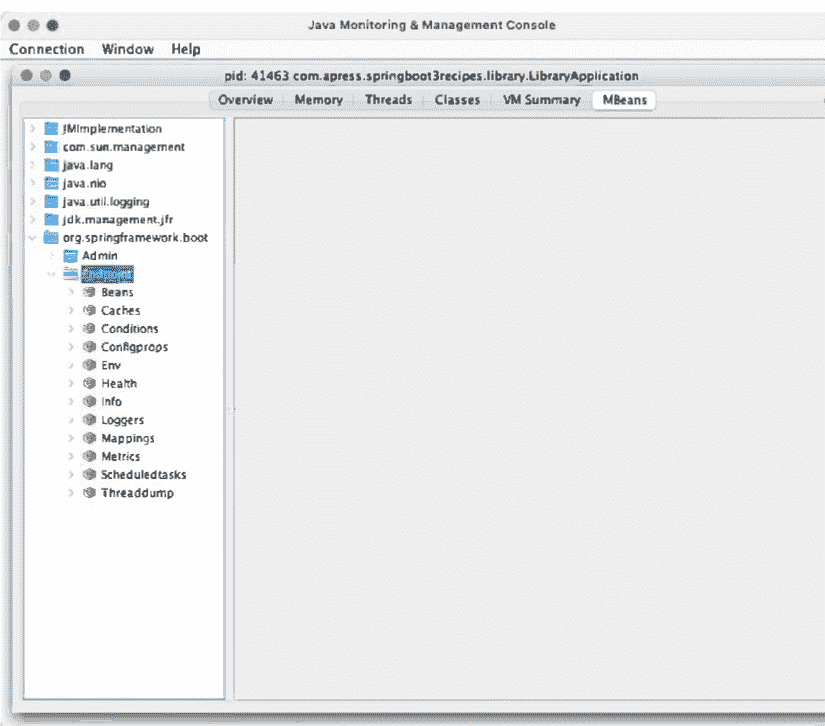 Java Monitoring & Management Console
Connection Window Help
pid: 41463 com.apress.springboot3recipes.library.LibraryApplication
Overview Memory Threads Classes VM Summary MBeans
JMImplementation
com.sun.management
java.lang
java.nio
java.util.logging
jdk.management.jfr
org.springframework.boot
Admin
Endpoint
Beans
Caches
Conditions
Configprops
Env
Health
Info
Loggers
Mappings
Metrics
Scheduledtasks
Threaddump